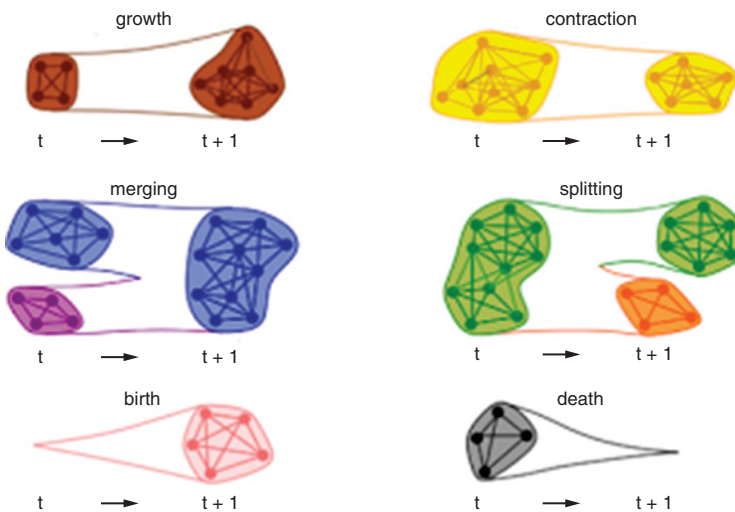 growth
contraction
t → t + 1
t → t + 1
merging
splitting
t → t + 1
t → t + 1
birth
death
t → t + 1
t → t + 1